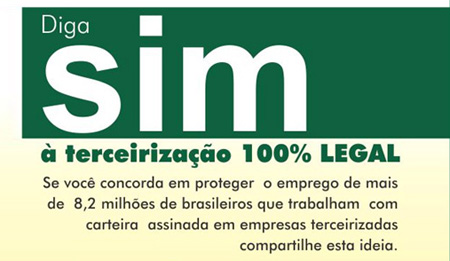 Diga
sim
à terceirização 100% LEGAL
Se você concorda em proteger o emprego de mais
de 8,2 milhões de brasileiros que trabalham com
carteira assinada em empresas terceirizadas
compartilhe esta ideia.